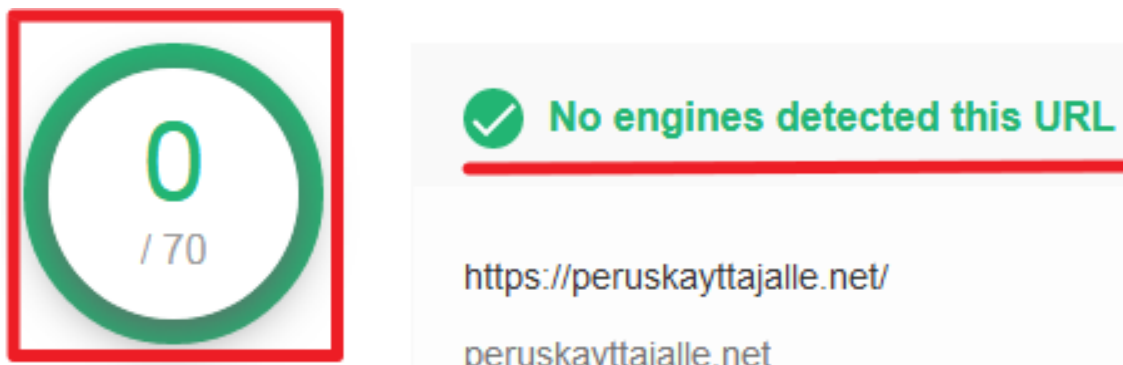 0
/ 70
No engines detected this URL
https://peruskayttajalle.net/
peruskayttajalle.net